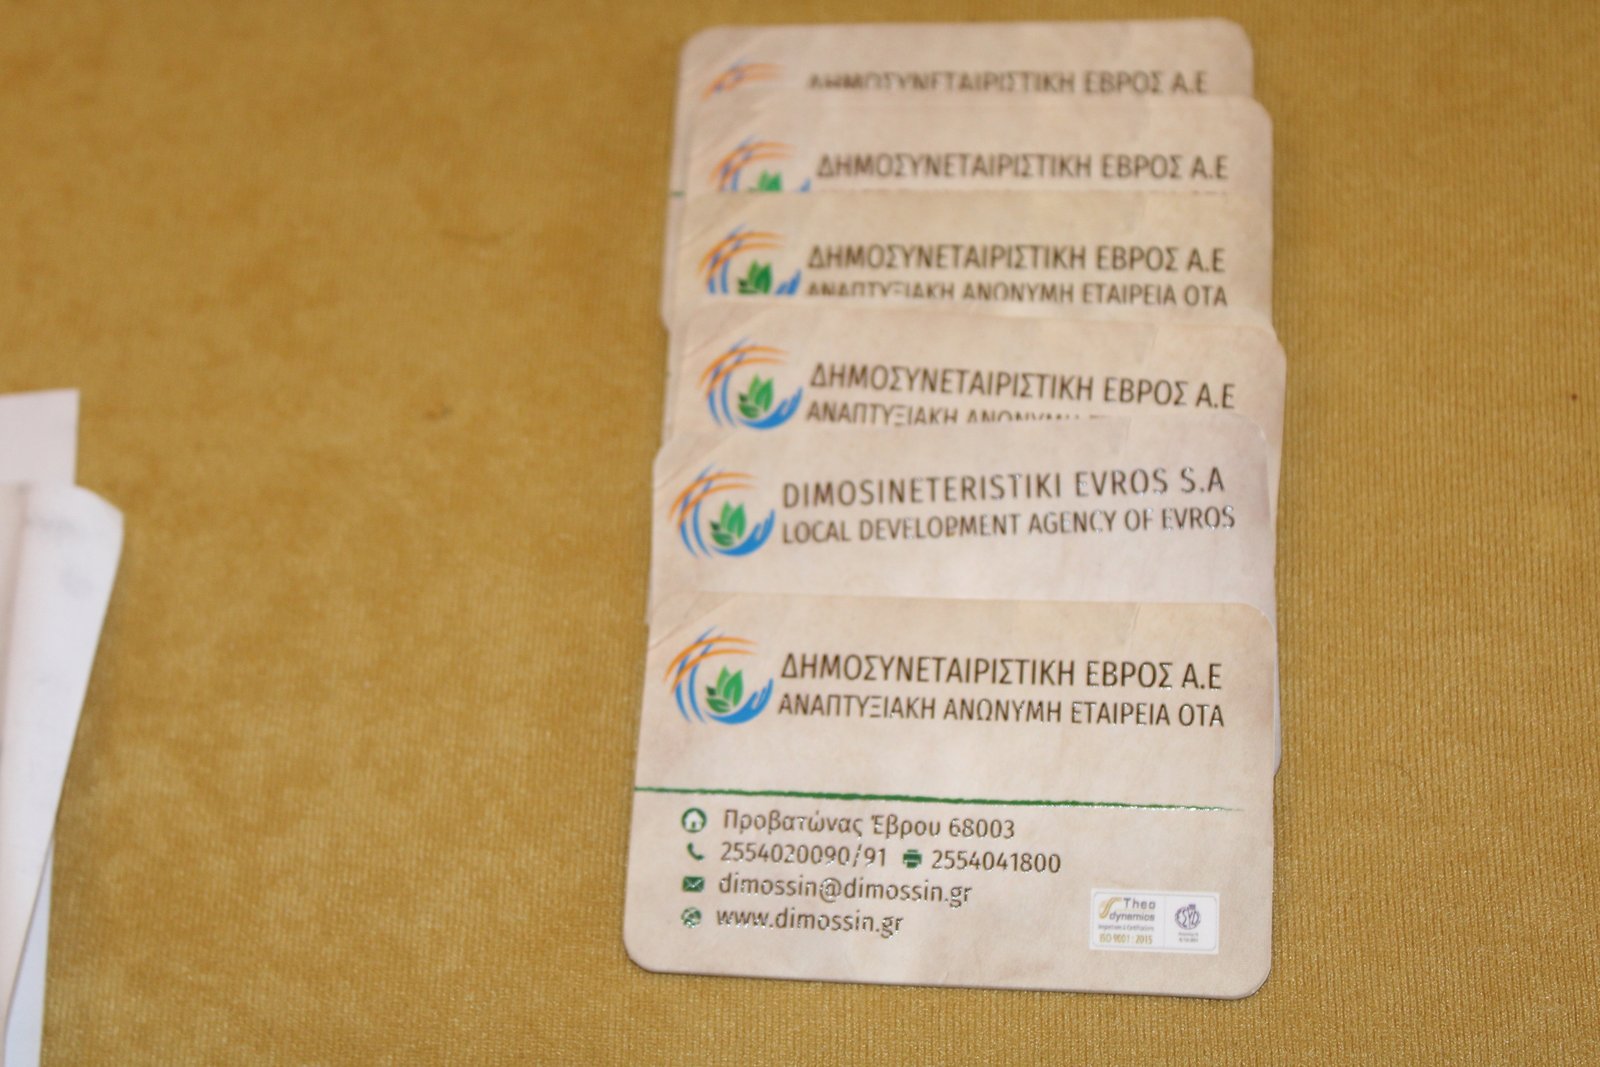 ΔΗΜΟΣΥΝΕΤΑΙΡΙΣΤΙΚΗ ΕΒΡΟΣ Α.Ε
ΔΗΜΟΣΥΝΕΤΑΙΡΙΣΤΙΚΗ ΕΒΡΟΣ Α.Ε
ΔΗΜΟΣΥΝΕΤΑΙΡΙΣΤΙΚΗ ΕΒΡΟΣ Α.Ε
ΑΝΑΠΤΥΞΙΑΚΗ ΑΝΩΝΥΜΗ ΕΤΑΙΡΕΙΑ ΟΤΑ
ΔΗΜΟΣΥΝΕΤΑΙΡΙΣΤΙΚΗ ΕΒΡΟΣ Α.Ε
ΑΝΑΠΤΥΞΙΑΚΗ ΑΝΩΝΥΜΗ
DIMOSINETERISTIKI EVROS S.A
LOCAL DEVELOPMENT AGENCY OF EVROS
ΔΗΜΟΣΥΝΕΤΑΙΡΙΣΤΙΚΗ ΕΒΡΟΣ Α.Ε
ΑΝΑΠΤΥΞΙΑΚΗ ΑΝΩΝΥΜΗ ΕΤΑΙΡΕΙΑ ΟΤΑ
Προβατώνας Έβρου 68003
2554020090/91 2554041800
dimossin@dimossin.gr
www.dimossin.gr
Theo
dynamics
ISO 9001 : 2015
ΕΣΥΔ